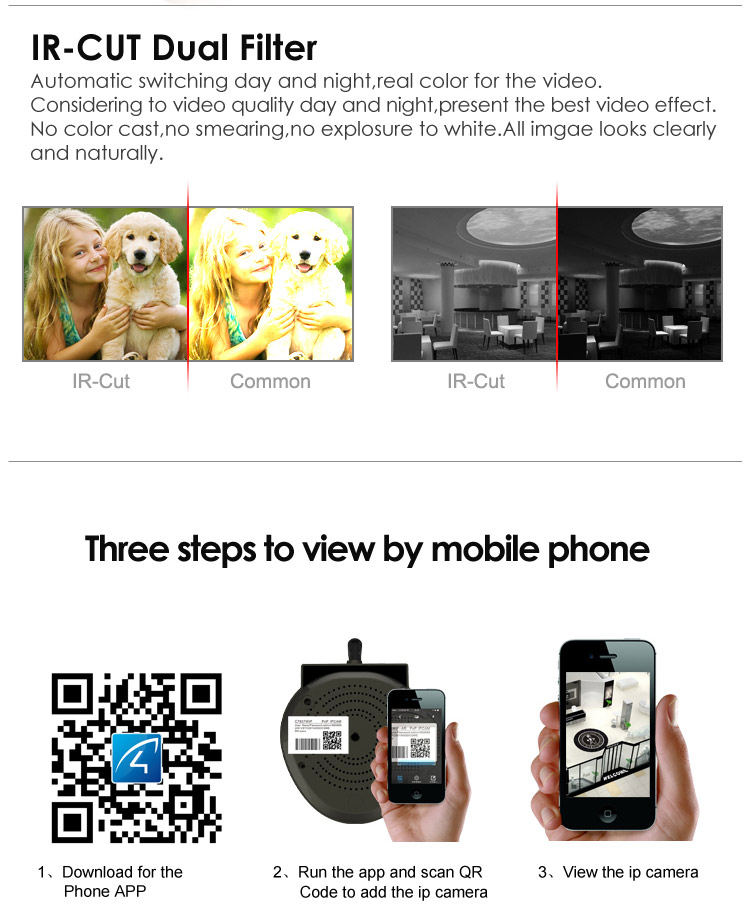 IR-CUT Dual Filter
Automatic switching day and night,real color for the video.
Considering to video quality day and night,present the best video effect.
No color cast,no smearing,no explosure to white.All imgae looks clearly
and naturally.
IR-Cut
Common
IR-Cut
Common
Three steps to view by mobile phone
4
WELCOME
1、Download for the
Phone APP
2、Run the app and scan QR
Code to add the ip camera
3、View the ip camera